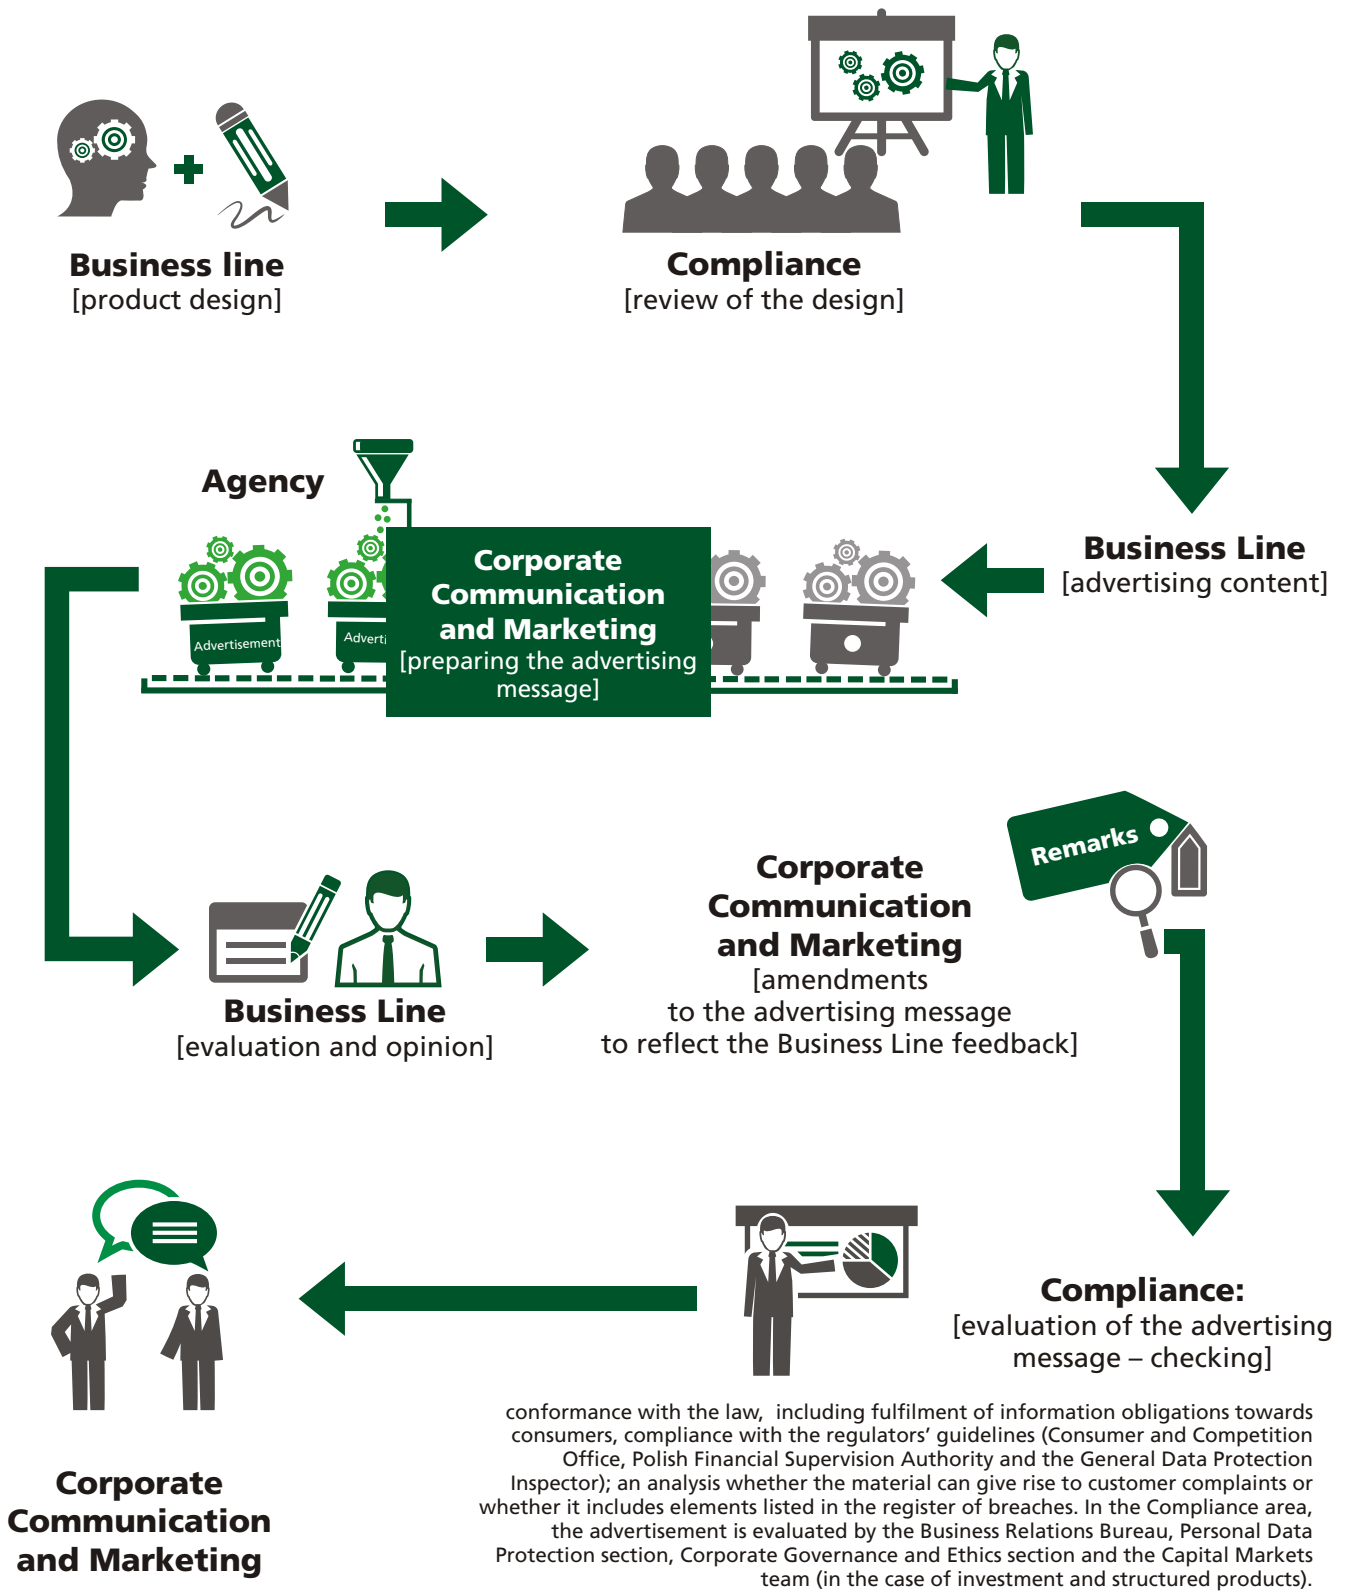 Business line
[product design]
Compliance
[review of the design]
Agency
Business Line
[advertising content]
Corporate
Communication
and Marketing
[preparing the advertising
message]
Advertisement
Adverti
Remarks
Business Line
[evaluation and opinion]
Corporate
Communication
and Marketing
[amendments
to the advertising message
to reflect the Business Line feedback]
Compliance:
[evaluation of the advertising
message – checking]
conformance with the law, including fulfilment of information obligations towards
consumers, compliance with the regulators’ guidelines (Consumer and Competition
Office, Polish Financial Supervision Authority and the General Data Protection
Inspector); an analysis whether the material can give rise to customer complaints or
whether it includes elements listed in the register of breaches. In the Compliance area,
the advertisement is evaluated by the Business Relations Bureau, Personal Data
Protection section, Corporate Governance and Ethics section and the Capital Markets
team (in the case of investment and structured products).
Corporate
Communication
and Marketing